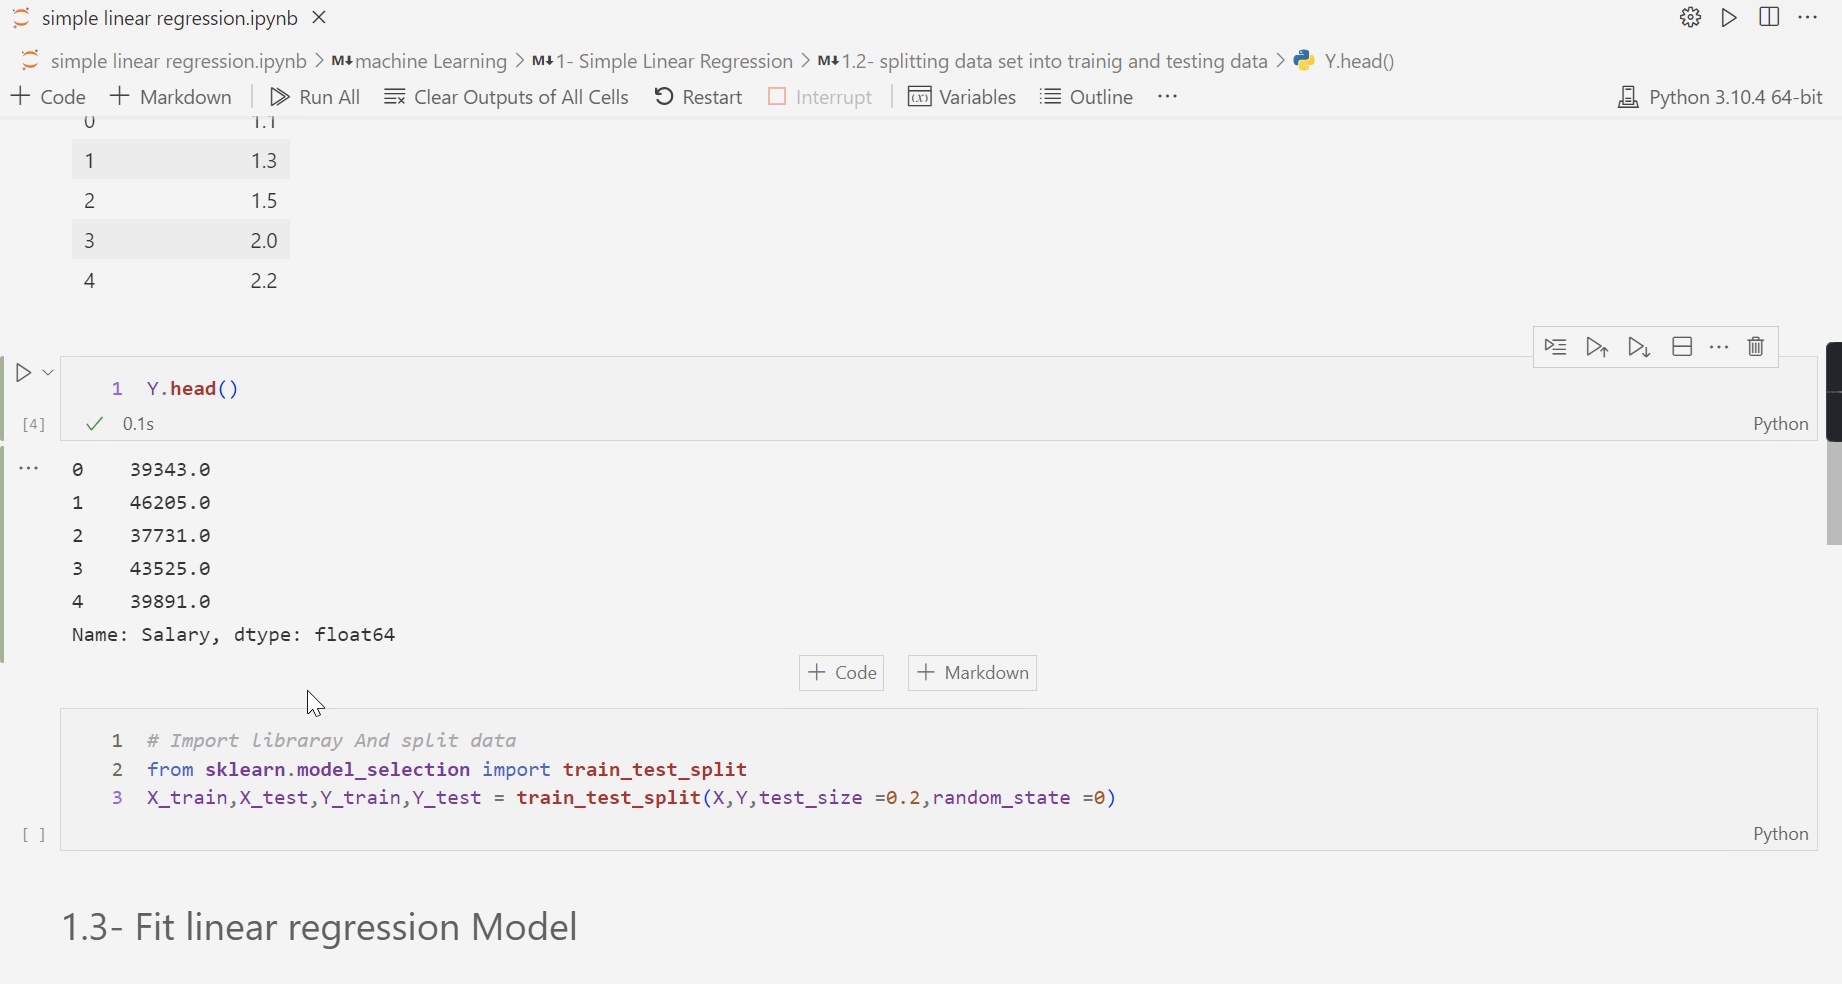 simple linear regression.ipynb
simple linear regression.ipynb > M↓machine Learning > M↓1- Simple Linear Regression > M↓1.2- splitting data set into trainig and testing data > Y.head()
+ Code + Markdown Run All Clear Outputs of All Cells Restart Interrupt Variables Outline ··· Python 3.10.4 64-bit
0 1.1
1 1.3
2 1.5
3 2.0
4 2.2
1 Y.head()
[4] ✓ 0.1s Python
0 39343.0
1 46205.0
2 37731.0
3 43525.0
4 39891.0
Name: Salary, dtype: float64
+ Code + Markdown
1 # Import libraray And split data
2 from sklearn.model_selection import train_test_split
3 X_train,X_test,Y_train,Y_test = train_test_split(X,Y,test_size =0.2,random_state =0)
[ ] Python
1.3- Fit linear regression Model